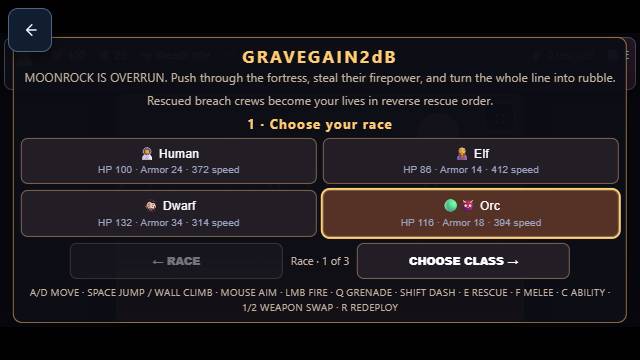 GRAVEGAIN2dB
MOONROCK IS OVERRUN. Push through the fortress, steal their firepower, and turn the whole line into rubble.
Rescued breach crews become your lives in reverse rescue order.
1 · Choose your race
Human
HP 100 · Armor 24 · 372 speed
Elf
HP 86 · Armor 14 · 412 speed
Dwarf
HP 132 · Armor 34 · 314 speed
Orc
HP 116 · Armor 18 · 394 speed
← RACE
Race · 1 of 3
CHOOSE CLASS →
A/D MOVE · SPACE JUMP / WALL CLIMB · MOUSE AIM · LMB FIRE · Q GRENADE · SHIFT DASH · E RESCUE · F MELEE · C ABILITY ·
1/2 WEAPON SWAP · R REDEPLOY